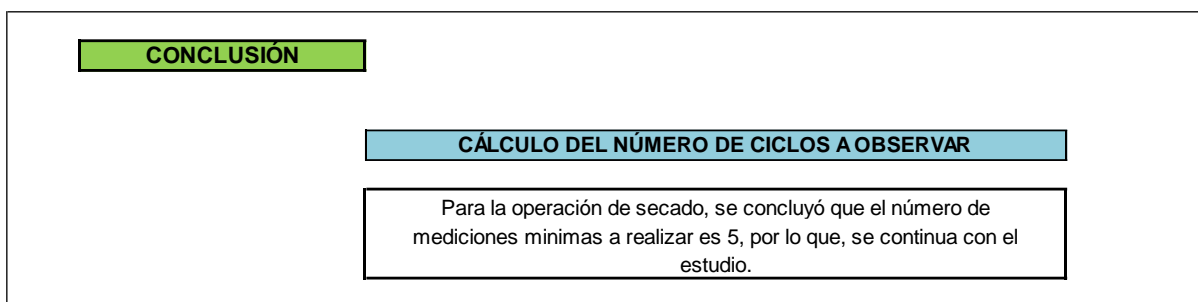 CONCLUSIÓN
CÁLCULO DEL NÚMERO DE CICLOS A OBSERVAR
Para la operación de secado, se concluyó que el número de
mediciones minimas a realizar es 5, por lo que, se continua con el
estudio.